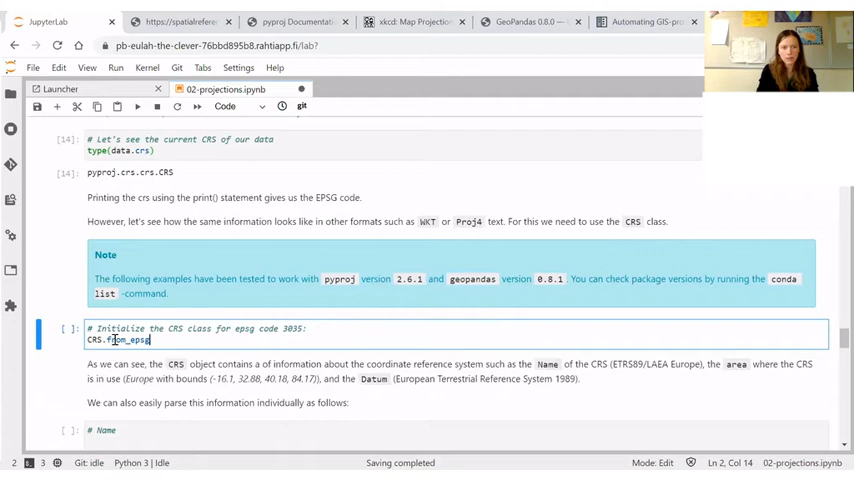 JupyterLab
https://spatialrefere
pyproj Documentati
xkcd: Map Projections
GeoPandas 0.8.0 —
Automating GIS-pro
pb-eulah-the-clever-76bbd895b8.rahtiapp.fi/lab?
File Edit View Run Kernel Git Tabs Settings Help
Launcher
02-projections.ipynb
Code
git
[14]:
# Let's see the current CRS of our data
type(data.crs)
[14]:
pyproj.crs.crs.CRS
Printing the crs using the print() statement gives us the EPSG code.
However, let's see how the same information looks like in other formats such as WKT or Proj4 text. For this we need to use the CRS class.
Note
The following examples have been tested to work with pyproj version 2.6.1 and geopandas version 0.8.1. You can check package versions by running the conda
list -command.
[ ]:
# Initialize the CRS class for epsg code 3035:
CRS.from_epsg
As we can see, the CRS object contains a of information about the coordinate reference system such as the Name of the CRS (ETRS89/LAEA Europe), the area where the CRS
is in use (Europe with bounds (-16.1, 32.88, 40.18, 84.17)), and the Datum (European Terrestrial Reference System 1989).
We can also easily parse this information individually as follows:
[ ]:
# Name
2 3 Git: idle Python 3 | Idle Saving completed Mode: Edit Ln 2, Col 14 02-projections.ipynb